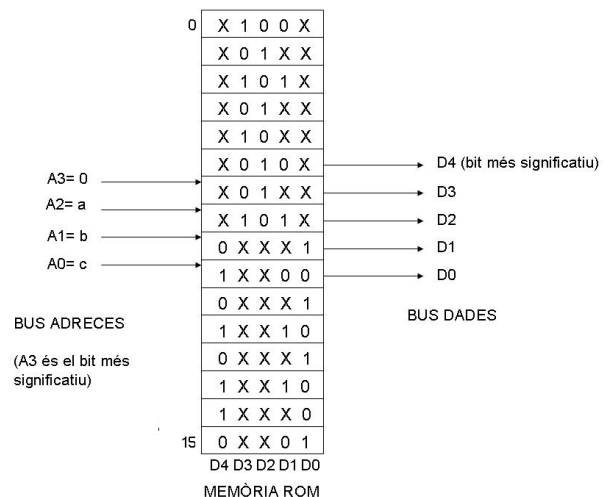 0 X 1 0 0 X
X 0 1 X X
X 1 0 1 X
X 0 1 X X
X 1 0 X X
X 0 1 0 X D4 (bit més significatiu)
A3= 0
X 0 1 X X D3
A2= a
X 1 0 1 X D2
A1= b
0 X X X 1 D1
A0= c
1 X X 0 0 D0
0 X X X 1
BUS DADES
BUS ADRECES
1 X X 1 0
0 X X X 1
(A3 és el bit més
significatiu)
1 X X 1 0
1 X X X 0
15 0 X X 0 1
D4 D3 D2 D1 D0
MEMÒRIA ROM